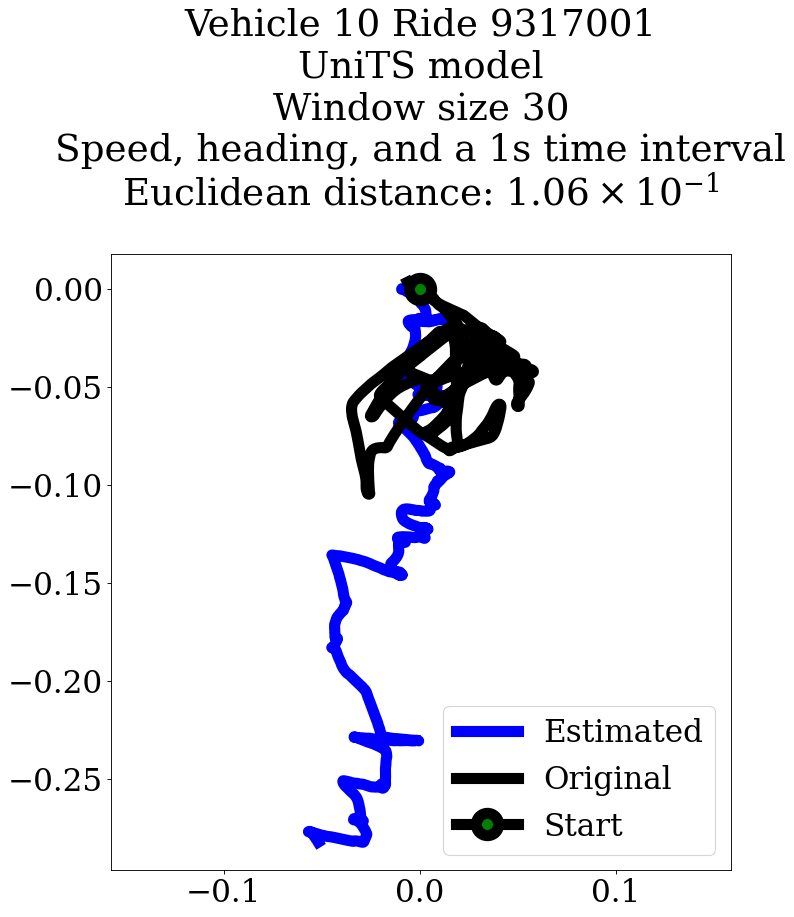 Vehicle 10 Ride 9317001
UniTS model
Window size 30
Speed, heading, and a 1s time interval
Euclidean distance: 1.06 × 10⁻¹
0.00
−0.05
−0.10
−0.15
−0.20
−0.25
−0.1
0.0
0.1
Estimated
Original
Start